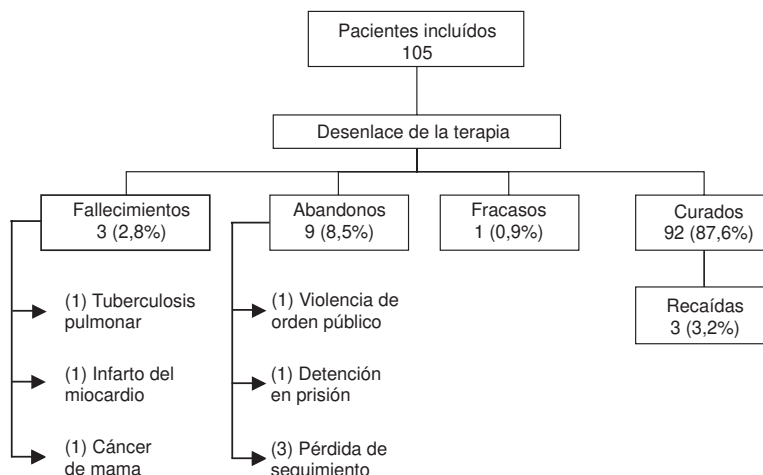 Pacientes incluídos
105
Desenlace de la terapia
Fallecimientos
3 (2,8%)
Abandonos
9 (8,5%)
Fracasos
1 (0,9%)
Curados
92 (87,6%)
(1) Tuberculosis
pulmonar
(1) Infarto del
miocardio
(1) Cáncer
de mama
(1) Violencia de
orden público
(1) Detención
en prisión
(3) Pérdida de
seguimiento
Recaídas
3 (3,2%)